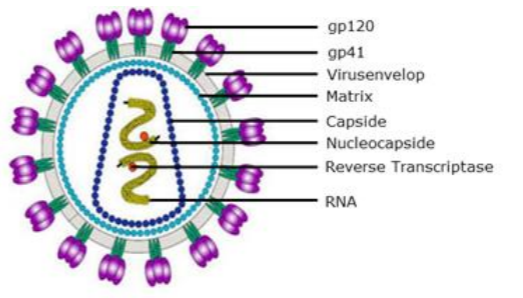 gp120
gp41
Virusenvelop
Matrix
Capside
Nucleocapside
Reverse Transcriptase
RNA